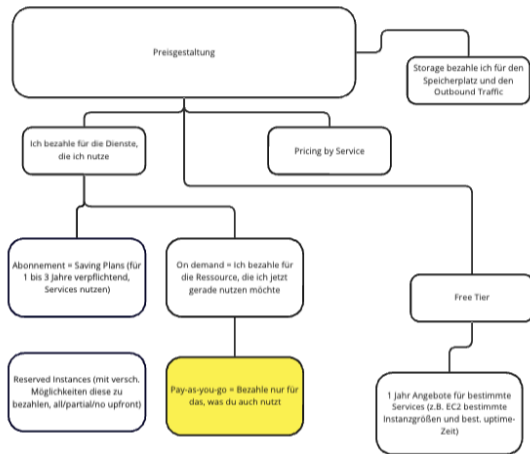 Preisgestaltung
Storage bezahle ich für den
Speicherplatz und den
Outbound Traffic
Ich bezahle für die Dienste,
die ich nutze
Pricing by Service
Abonnement = Saving Plans (für
1 bis 3 Jahre verpflichtend,
Services nutzen)
On demand = Ich bezahle für
die Ressource, die ich jetzt
gerade nutzen möchte
Free Tier
Reserved Instances (mit versch.
Möglichkeiten diese zu
bezahlen, all/partial/no upfront)
Pay-as-you-go = Bezahle nur für
das, was du auch nutzt
1 Jahr Angebote für bestimmte
Services (z.B. EC2 bestimmte
Instanzgrößen und best. uptime-
Zeit)